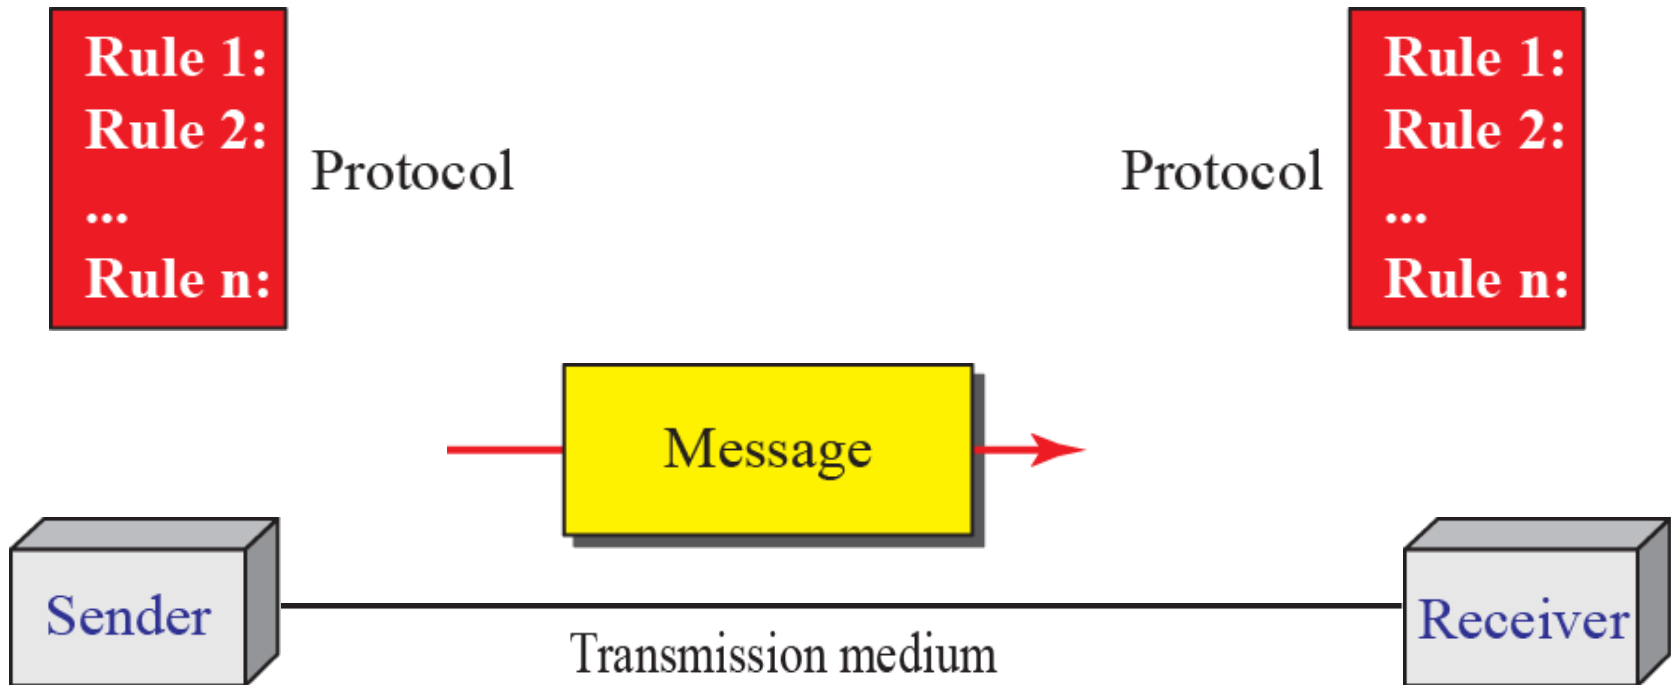 Rule 1:
Rule 2:
...
Rule n:
Protocol
Protocol
Rule 1:
Rule 2:
...
Rule n:
Message
Sender
Transmission medium
Receiver